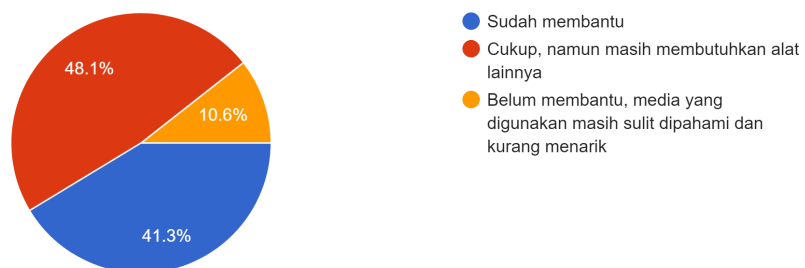 48.1%
10.6%
41.3%
Sudah membantu
Cukup, namun masih membutuhkan alat
lainnya
Belum membantu, media yang
digunakan masih sulit dipahami dan
kurang menarik